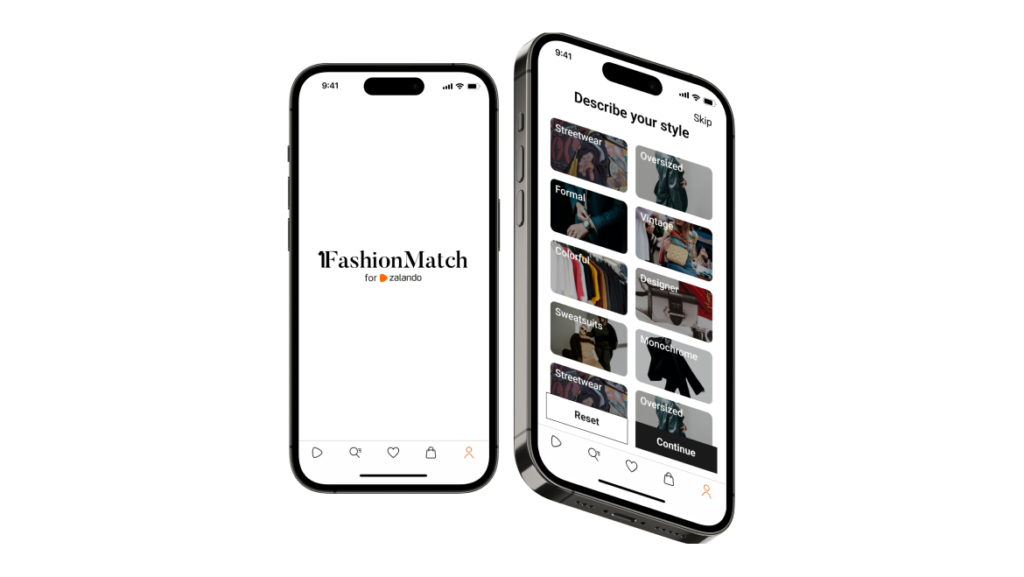 9:41
1FashionMatch
for zalando
9:41
Skip
Describe your style
Streetwear
Oversized
Formal
Vintage
Colorful
Designer
Sweatsuits
Monochrome
Streetwear
Oversized
Reset
Continue